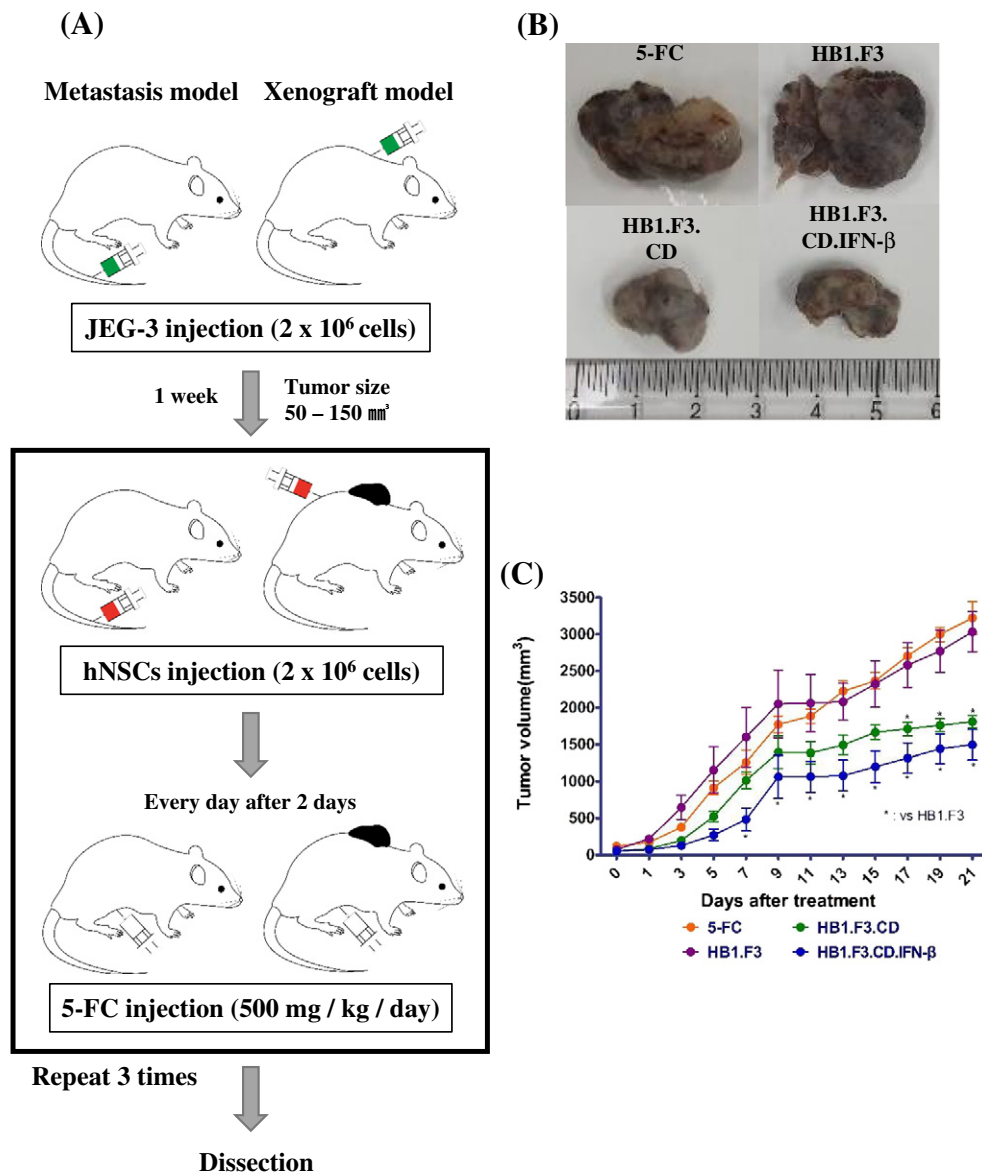 (A)
Metastasis model
Xenograft model
JEG-3 injection (2 x 10⁶ cells)
1 week
Tumor size
50 – 150 ㎣
hNSCs injection (2 x 10⁶ cells)
Every day after 2 days
5-FC injection (500 mg / kg / day)
Repeat 3 times
Dissection
(B)
5-FC
HB1.F3
HB1.F3.
CD
HB1.F3.
CD.IFN-β
0 1 2 3 4 5 6
(C)
Tumor volume(mm³)
3500
3000
2500
2000
1500
1000
500
0
* * *
* * * * * * * *
* : vs HB1.F3
0 1 3 5 7 9 11 13 15 17 19 21
Days after treatment
5-FC
HB1.F3.CD
HB1.F3
HB1.F3.CD.IFN-β